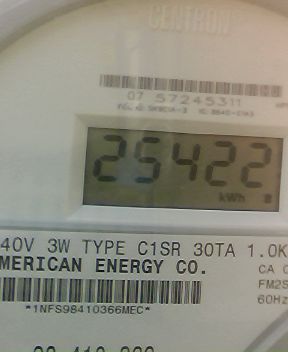 CENTRON
07 57245311
25422
kWh
40V 3W TYPE C1SR 30TA 1.0K
MERICAN ENERGY CO.
CA 0
FM2S
60Hz
*1NFS98410366MEC*